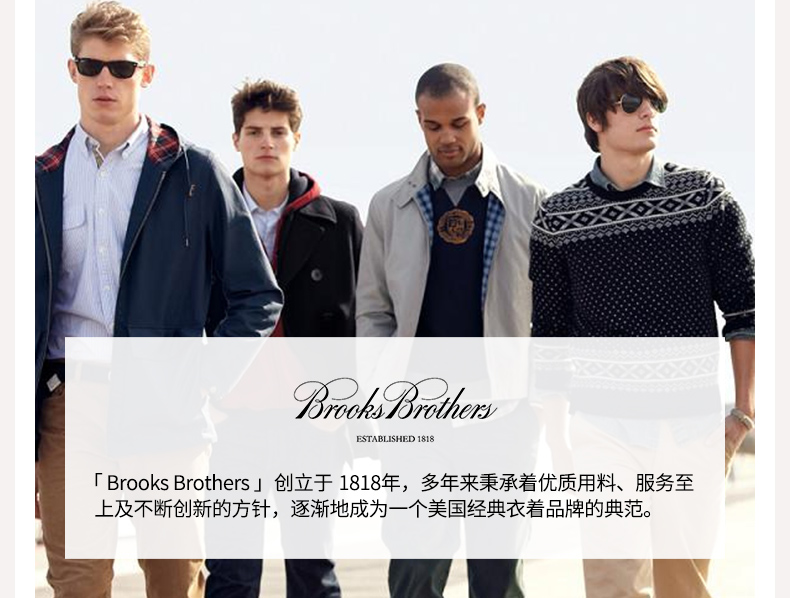 Brooks Brothers
ESTABLISHED 1818
「 Brooks Brothers 」创立于 1818年，多年来秉承着优质用料、服务至
上及不断创新的方针，逐渐地成为一个美国经典衣着品牌的典范。